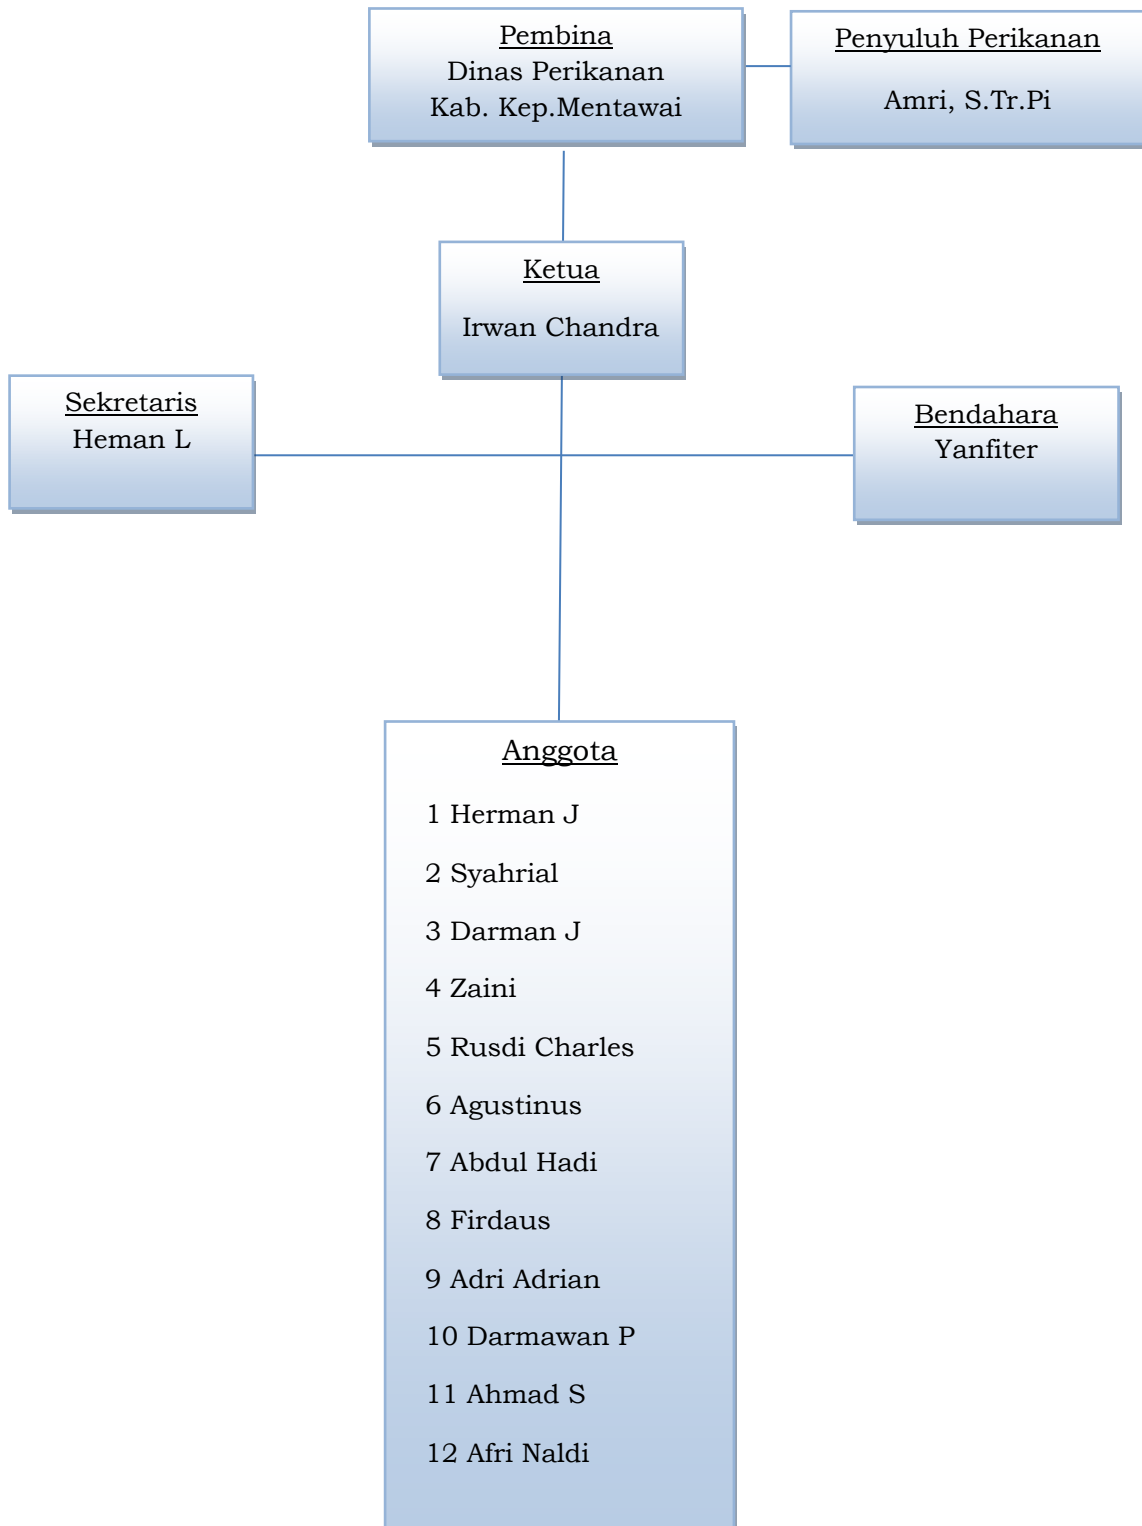 Pembina
Dinas Perikanan
Kab. Kep.Mentawai
Penyuluh Perikanan
Amri, S.Tr.Pi
Ketua
Irwan Chandra
Sekretaris
Heman L
Bendahara
Yanfiter
Anggota
1 Herman J
2 Syahrial
3 Darman J
4 Zaini
5 Rusdi Charles
6 Agustinus
7 Abdul Hadi
8 Firdaus
9 Adri Adrian
10 Darmawan P
11 Ahmad S
12 Afri Naldi